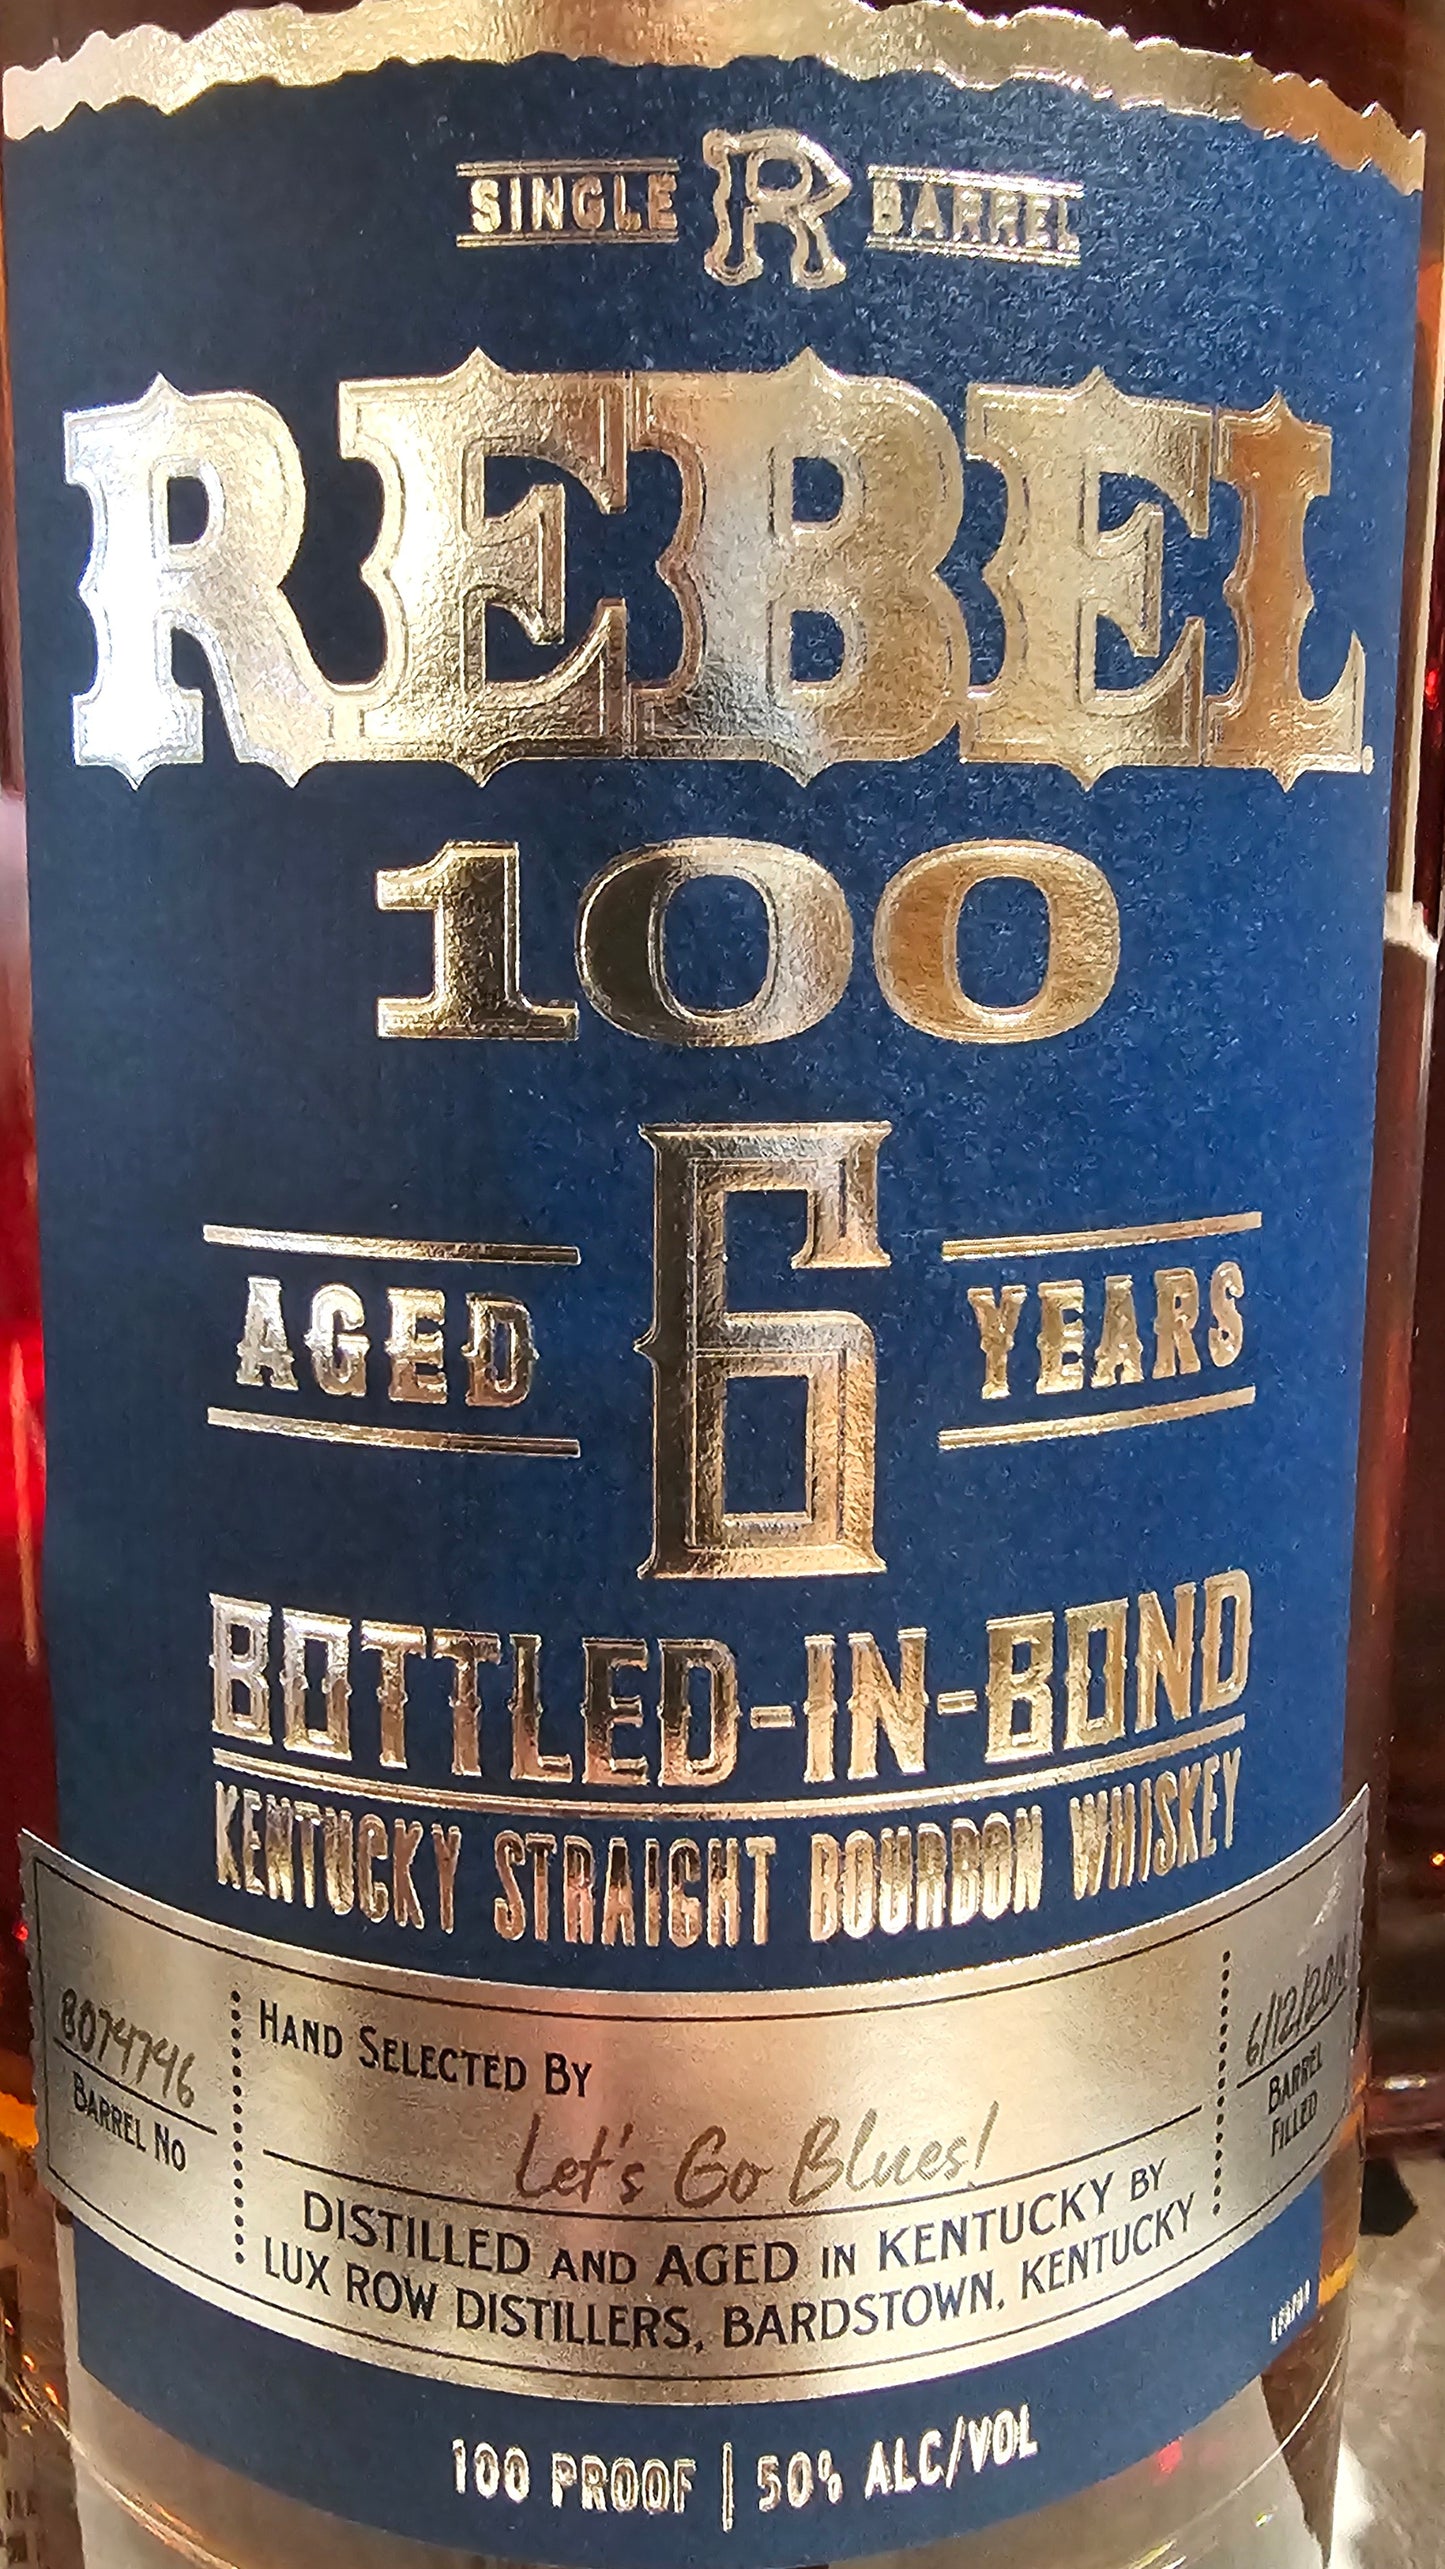 SINGLE R BARREL
REBEL
100
AGED 6 YEARS
BOTTLED-IN-BOND
KENTUCKY STRAIGHT BOURBON WHISKEY
8074746
BARREL NO
HAND SELECTED BY
Let's Go Blues!
DISTILLED AND AGED IN KENTUCKY BY
LUX ROW DISTILLERS, BARDSTOWN, KENTUCKY
BARREL
FILLED
100 PROOF | 50% ALC/VOL